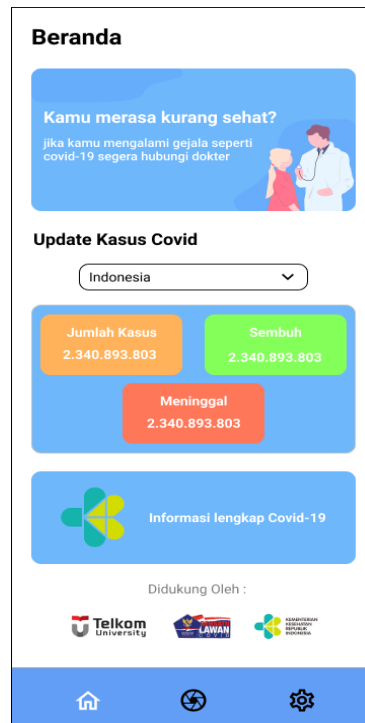 Beranda
Kamu merasa kurang sehat?
jika kamu mengalami gejala seperti
covid-19 segera hubungi dokter
Update Kasus Covid
Indonesia
Jumlah Kasus
2.340.893.803
Sembuh
2.340.893.803
Meninggal
2.340.893.803
Informasi lengkap Covid-19
Didukung Oleh :
Telkom
University
LAWAN
KEMENTERIAN
KESEHATAN
REPUBLIK
INDONESIA